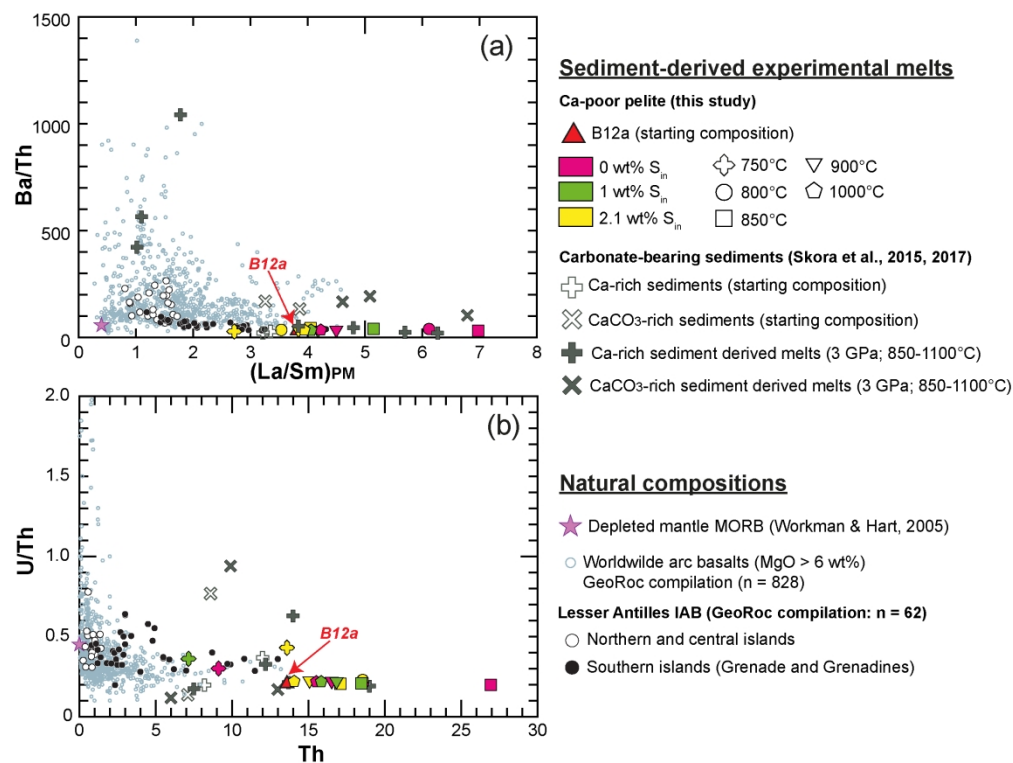 (a)
1500
1000
500
0
Ba/Th
B12a
0 1 2 3 4 5 6 7 8
(La/Sm)PM
(b)
2.0
1.5
1.0
0.5
0
U/Th
B12a
0 5 10 15 20 25 30
Th
Sediment-derived experimental melts
Ca-poor pelite (this study)
B12a (starting composition)
0 wt% Sin
750°C
900°C
1 wt% Sin
800°C
1000°C
2.1 wt% Sin
850°C
Carbonate-bearing sediments (Skora et al., 2015, 2017)
Ca-rich sediments (starting composition)
CaCO3-rich sediments (starting composition)
Ca-rich sediment derived melts (3 GPa; 850-1100°C)
CaCO3-rich sediment derived melts (3 GPa; 850-1100°C)
Natural compositions
Depleted mantle MORB (Workman & Hart, 2005)
Worldwilde arc basalts (MgO > 6 wt%)
GeoRoc compilation (n = 828)
Lesser Antilles IAB (GeoRoc compilation: n = 62)
Northern and central islands
Southern islands (Grenade and Grenadines)